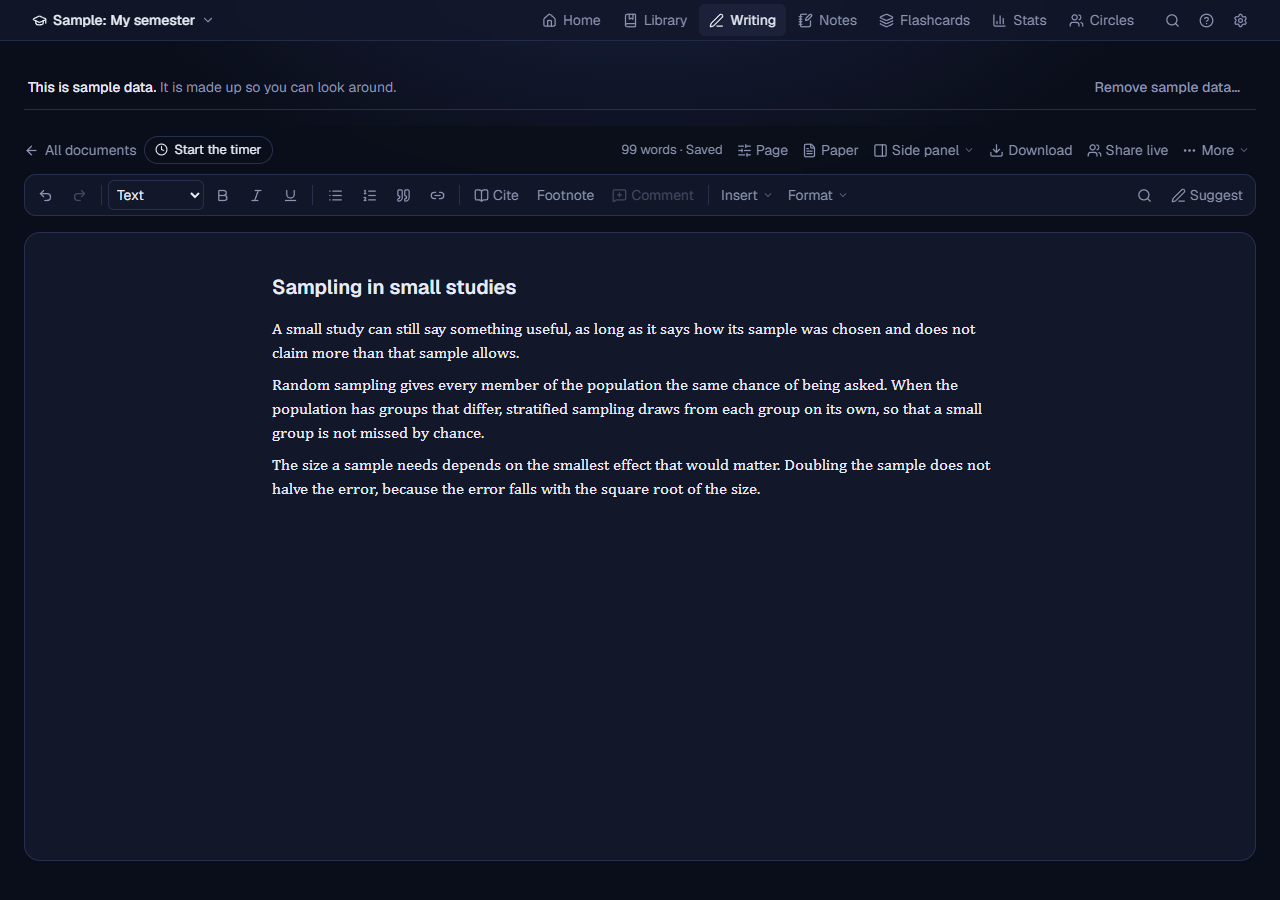 Sample: My semester
Home
Library
Writing
Notes
Flashcards
Stats
Circles
This is sample data. It is made up so you can look around.
Remove sample data…
All documents
Start the timer
99 words · Saved
Page
Paper
Side panel
Download
Share live
More
Text
B
I
U
Cite
Footnote
Comment
Insert
Format
Suggest
Sampling in small studies
A small study can still say something useful, as long as it says how its sample was chosen and does not
claim more than that sample allows.
Random sampling gives every member of the population the same chance of being asked. When the
population has groups that differ, stratified sampling draws from each group on its own, so that a small
group is not missed by chance.
The size a sample needs depends on the smallest effect that would matter. Doubling the sample does not
halve the error, because the error falls with the square root of the size.